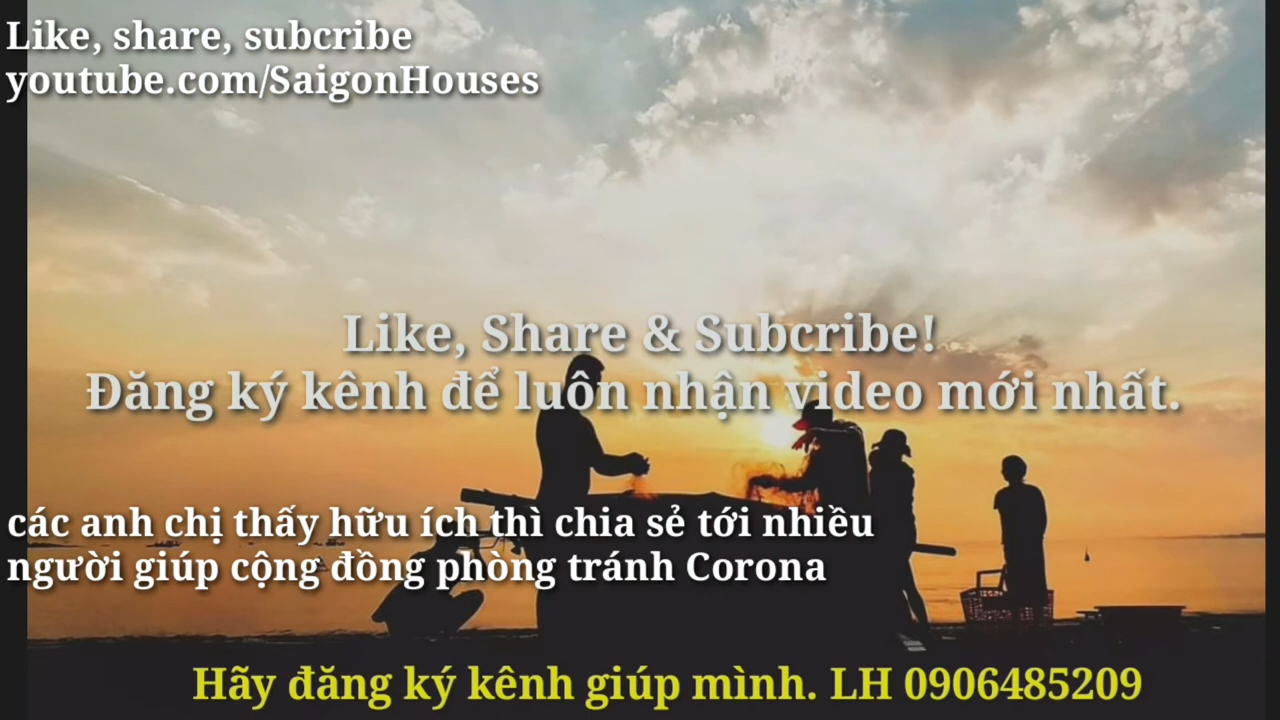 Like, share, subcribe
youtube.com/SaigonHouses
Like, Share & Subcribe!
Đăng ký kênh để luôn nhận video mới nhất.
các anh chị thấy hữu ích thì chia sẻ tới nhiều
người giúp cộng đồng phòng tránh Corona
Hãy đăng ký kênh giúp mình. LH 0906485209